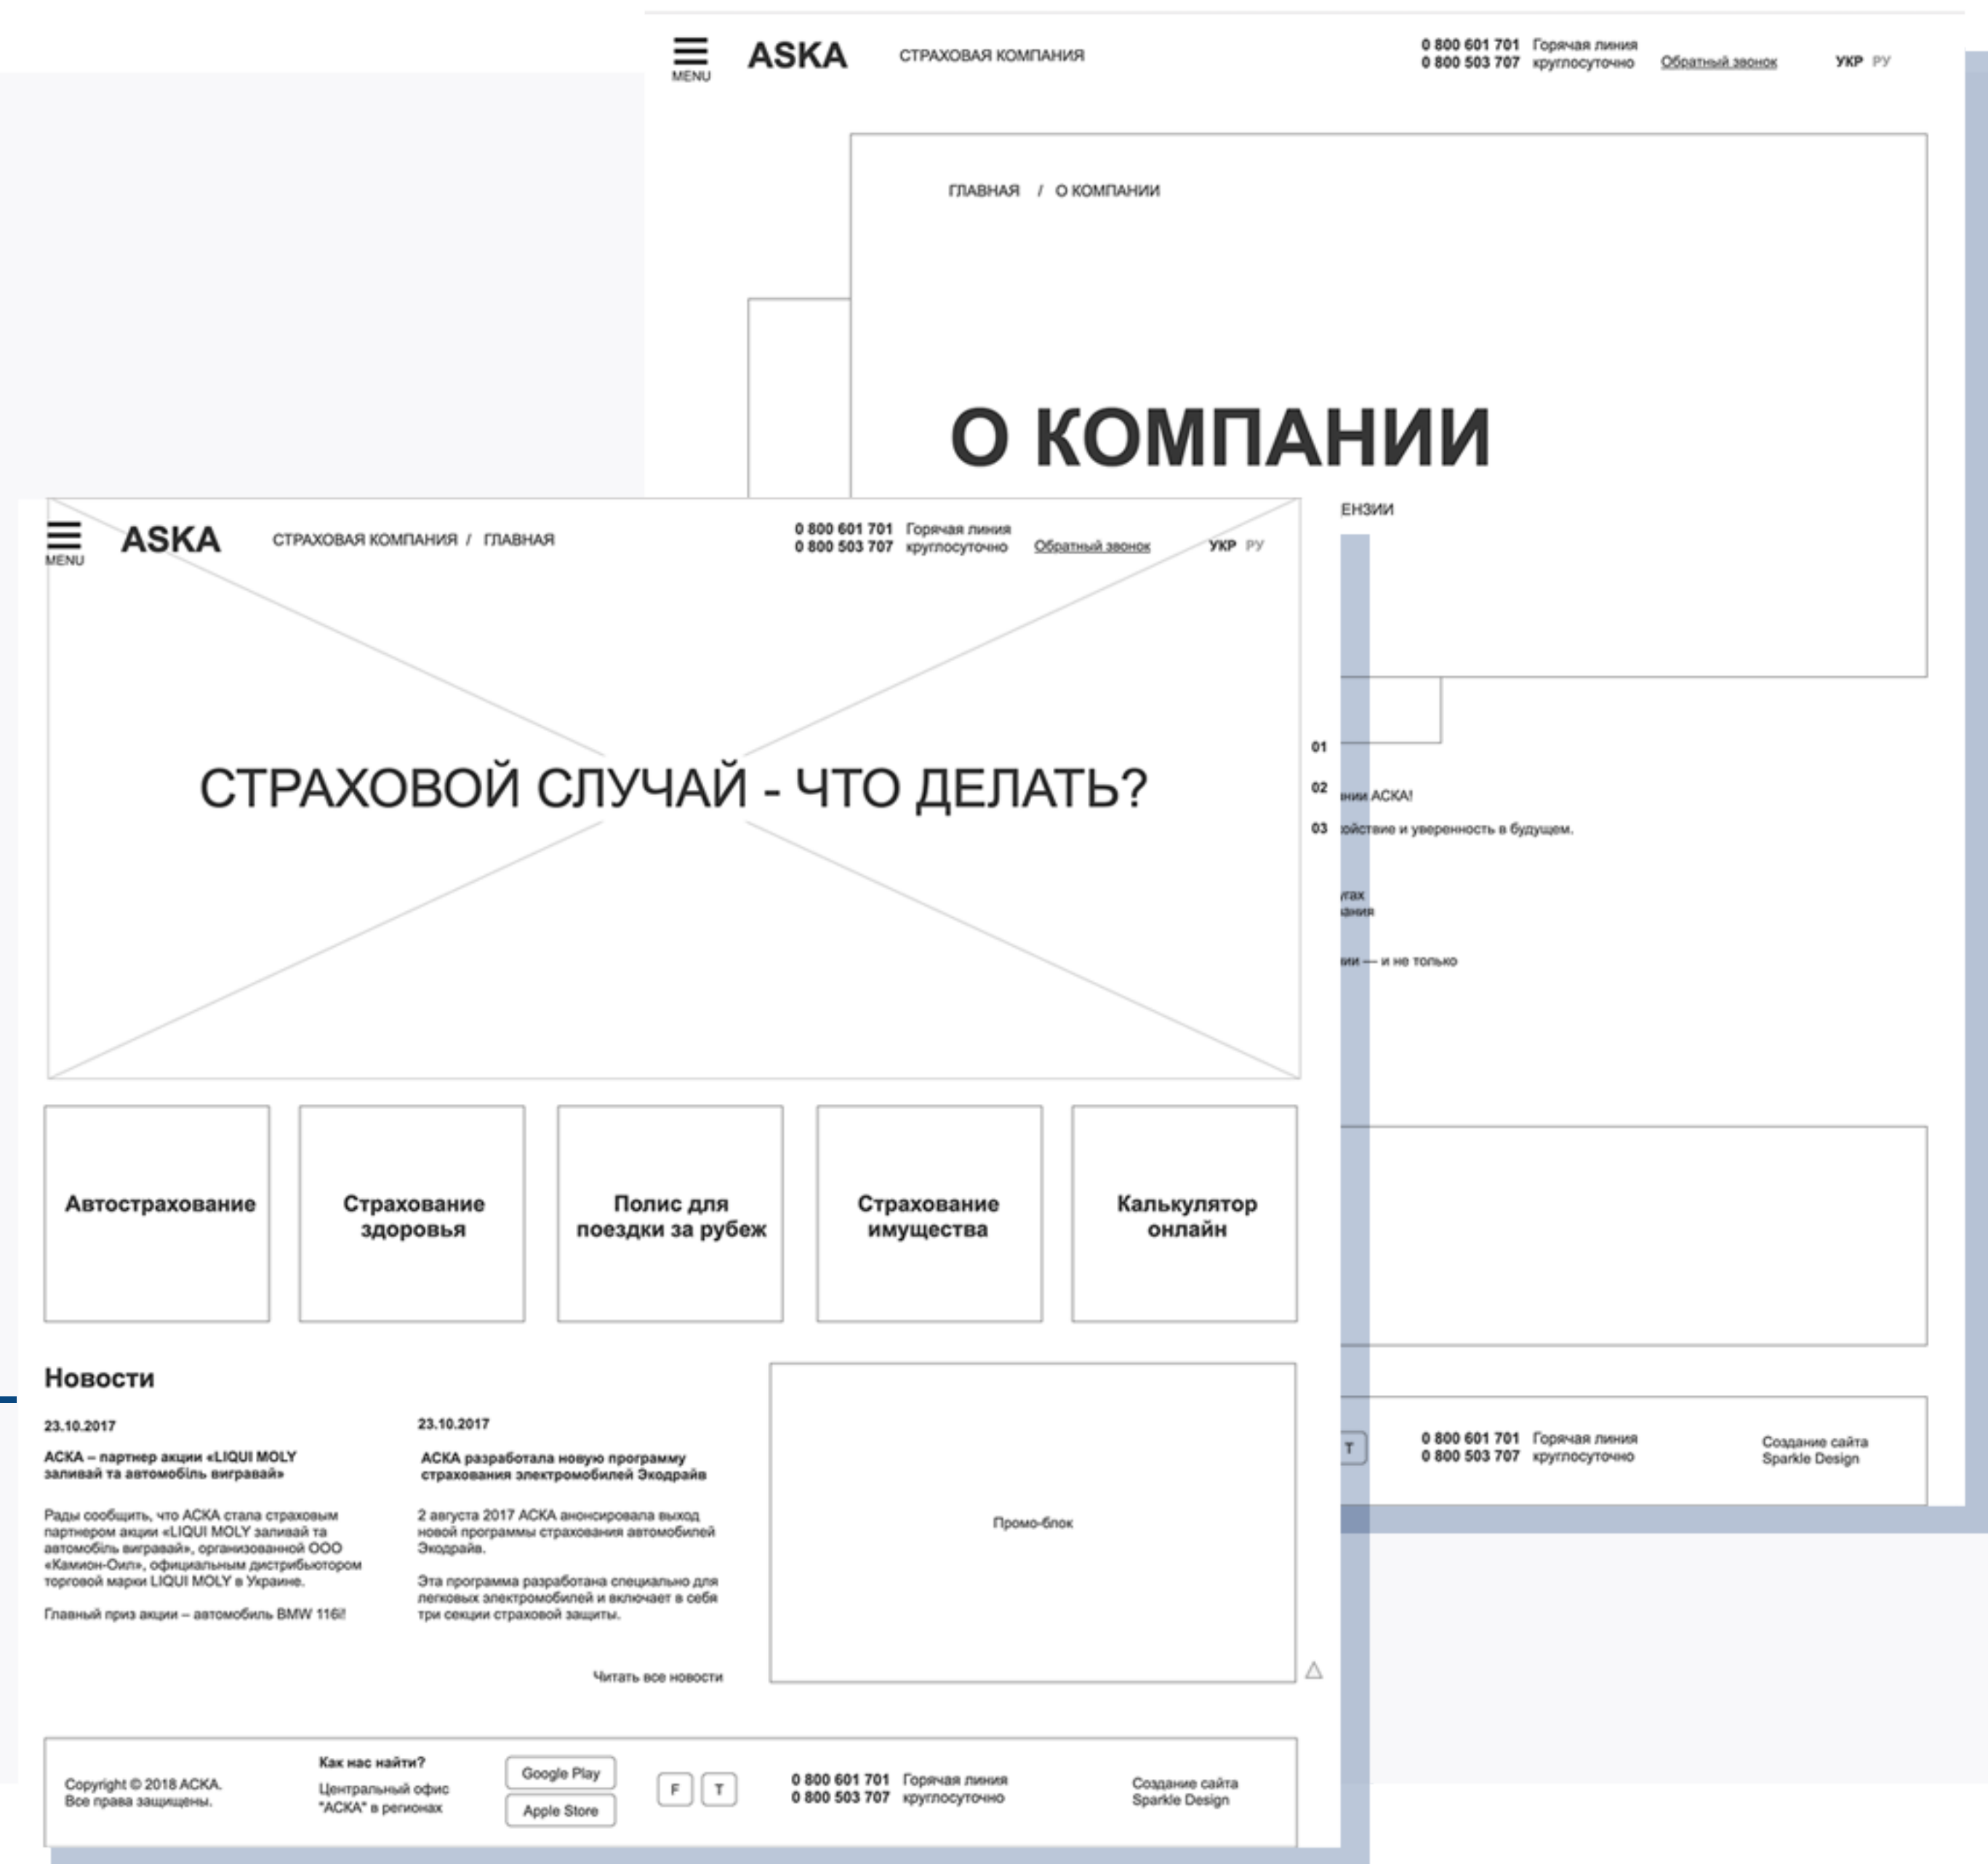 MENU
ASKA
СТРАХОВАЯ КОМПАНИЯ
0 800 601 701 Горячая линия
0 800 503 707 круглосуточно
Обратный звонок
УКР РУ
ГЛАВНАЯ / О КОМПАНИИ
О КОМПАНИИ
ЕНЗИИ
АСКА!
и уверенность в будущем.
— и не только
T
0 800 601 701 Горячая линия
0 800 503 707 круглосуточно
Создание сайта
Sparkle Design
MENU
ASKA
СТРАХОВАЯ КОМПАНИЯ / ГЛАВНАЯ
0 800 601 701 Горячая линия
0 800 503 707 круглосуточно
Обратный звонок
УКР РУ
СТРАХОВОЙ СЛУЧАЙ - ЧТО ДЕЛАТЬ?
01
02
03
Автострахование
Страхование
здоровья
Полис для
поездки за рубеж
Страхование
имущества
Калькулятор
онлайн
Новости
23.10.2017
АСКА – партнер акции «LIQUI MOLY
заливай та автомобіль вигравай»
Рады сообщить, что АСКА стала страховым
партнером акции «LIQUI MOLY заливай та
автомобіль вигравай», организованной ООО
«Камион-Оил», официальным дистрибьютором
торговой марки LIQUI MOLY в Украине.
Главный приз акции – автомобиль BMW 116i!
23.10.2017
АСКА разработала новую программу
страхования электромобилей Экодрайв
2 августа 2017 АСКА анонсировала выход
новой программы страхования автомобилей
Экодрайв.
Эта программа разработана специально для
легковых электромобилей и включает в себя
три секции страховой защиты.
Читать все новости
Промо-блок
Copyright © 2018 АСКА.
Все права защищены.
Как нас найти?
Центральный офис
"АСКА" в регионах
Google Play
Apple Store
F T
0 800 601 701 Горячая линия
0 800 503 707 круглосуточно
Создание сайта
Sparkle Design